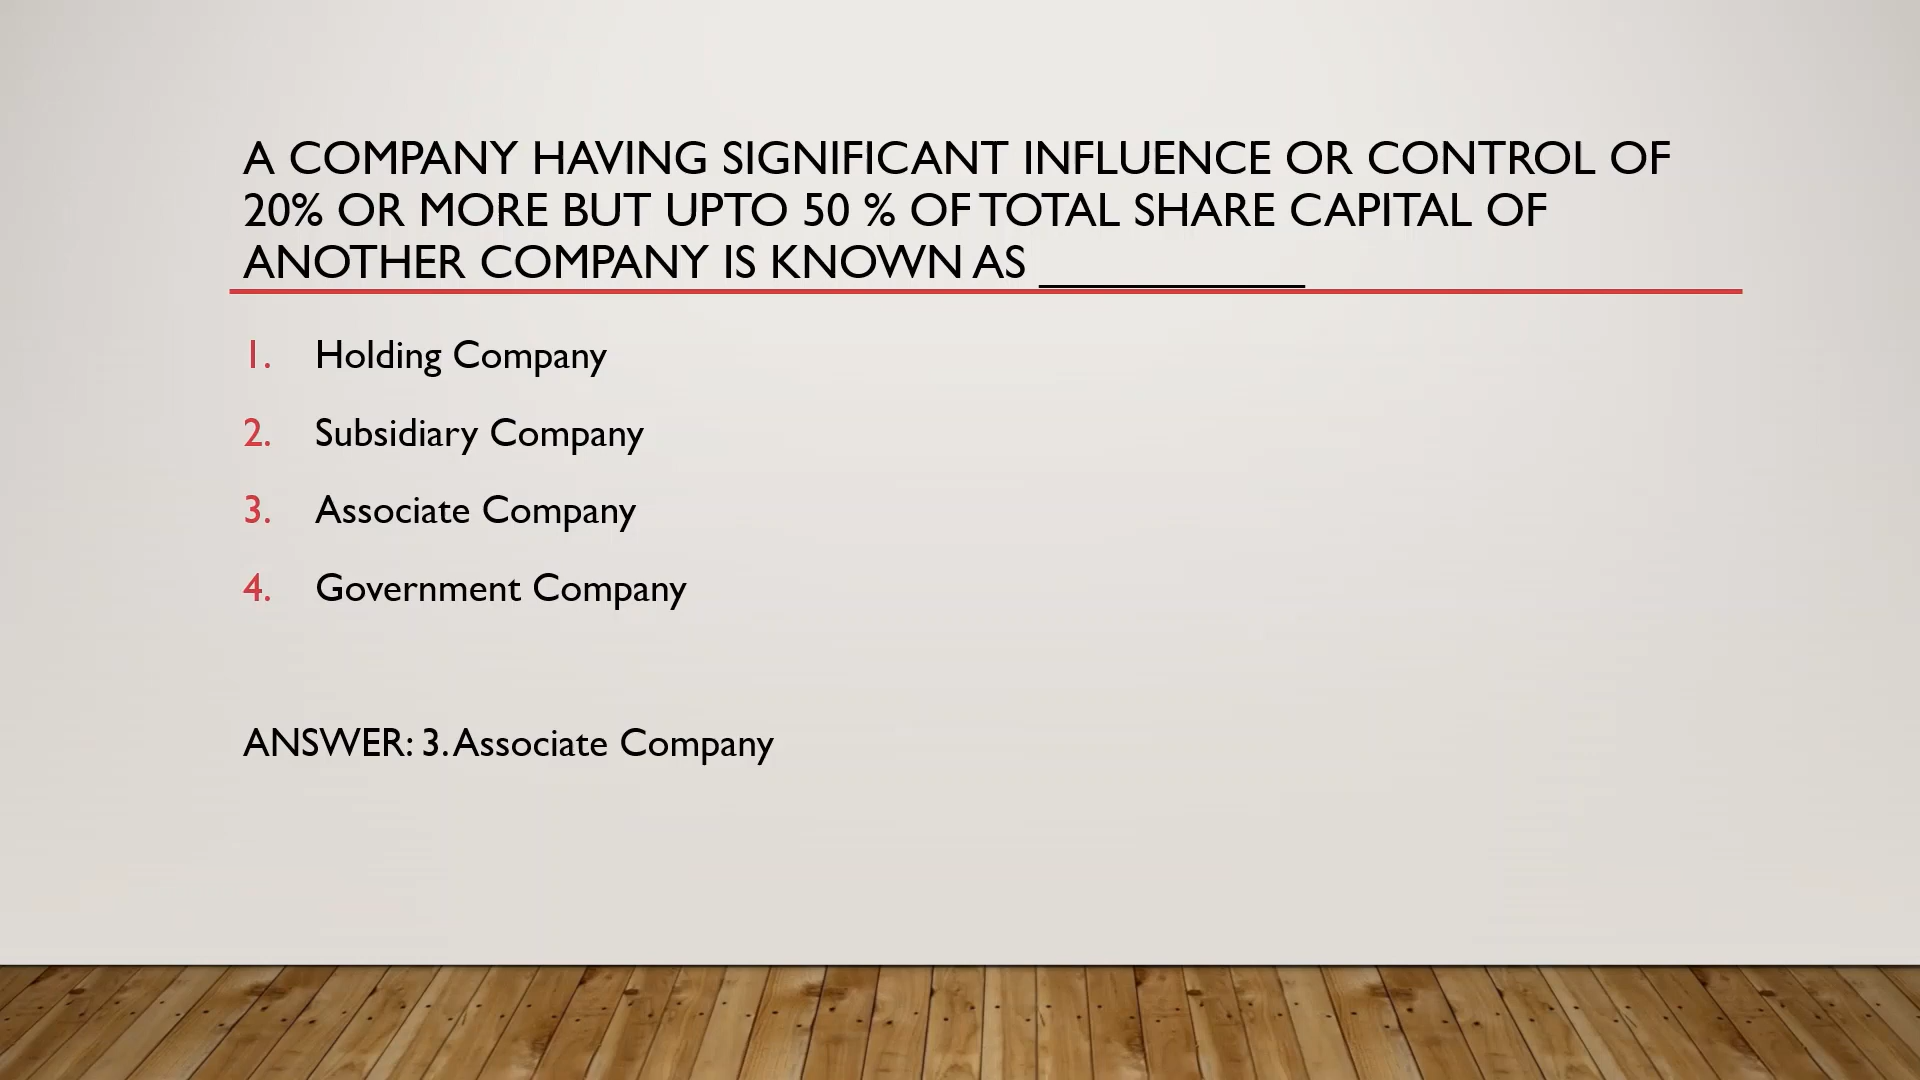 A COMPANY HAVING SIGNIFICANT INFLUENCE OR CONTROL OF
20% OR MORE BUT UPTO 50 % OF TOTAL SHARE CAPITAL OF
ANOTHER COMPANY IS KNOWN AS ___________
1. Holding Company
2. Subsidiary Company
3. Associate Company
4. Government Company
ANSWER: 3. Associate Company